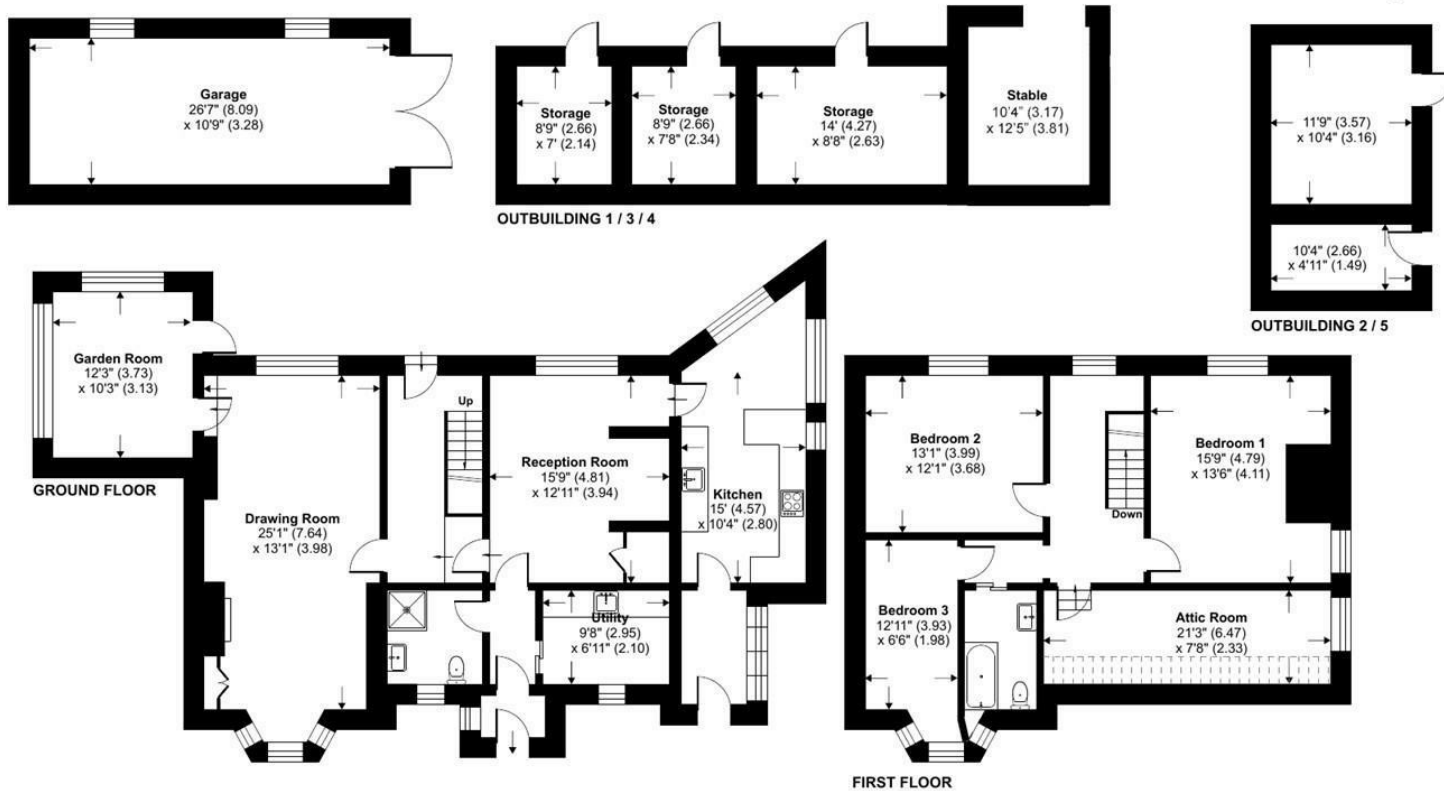 Garage
26'7" (8.09)
x 10'9" (3.28)
Storage
8'9" (2.66)
x 7' (2.14)
Storage
8'9" (2.66)
x 7'8" (2.34)
Storage
14' (4.27)
x 8'8" (2.63)
Stable
10'4" (3.17)
x 12'5" (3.81)
OUTBUILDING 1 / 3 / 4
11'9" (3.57)
x 10'4" (3.16)
10'4" (2.66)
x 4'11" (1.49)
OUTBUILDING 2 / 5
Garden Room
12'3" (3.73)
x 10'3" (3.13)
GROUND FLOOR
Drawing Room
25'1" (7.64)
x 13'1" (3.98)
Up
Reception Room
15'9" (4.81)
x 12'11" (3.94)
Kitchen
15' (4.57)
x 10'4" (2.80)
Utility
9'8" (2.95)
x 6'11" (2.10)
Bedroom 2
13'1" (3.99)
x 12'1" (3.68)
Down
Bedroom 1
15'9" (4.79)
x 13'6" (4.11)
Bedroom 3
12'11" (3.93)
x 6'6" (1.98)
Attic Room
21'3" (6.47)
x 7'8" (2.33)
FIRST FLOOR